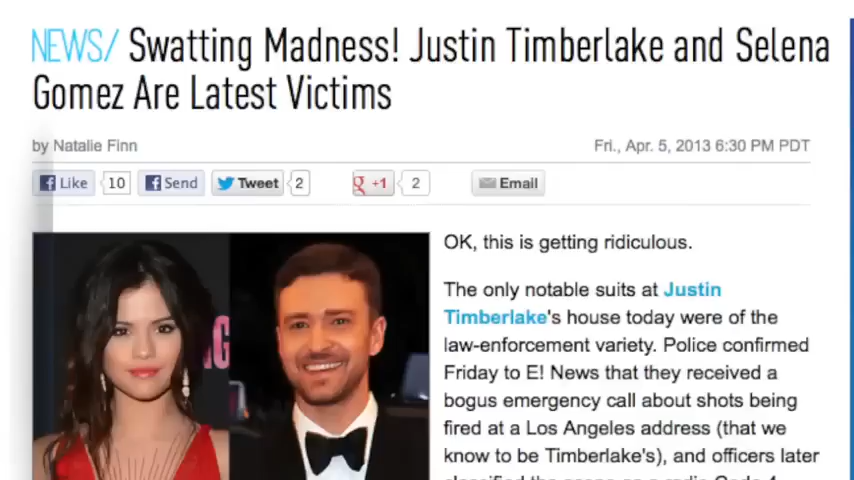 NEWS/ Swatting Madness! Justin Timberlake and Selena
Gomez Are Latest Victims
by Natalie Finn
Fri., Apr. 5, 2013 6:30 PM PDT
Like 10 Send Tweet 2 +1 2 Email
OK, this is getting ridiculous.
The only notable suits at Justin
Timberlake's house today were of the
law-enforcement variety. Police confirmed
Friday to E! News that they received a
bogus emergency call about shots being
fired at a Los Angeles address (that we
know to be Timberlake's), and officers later